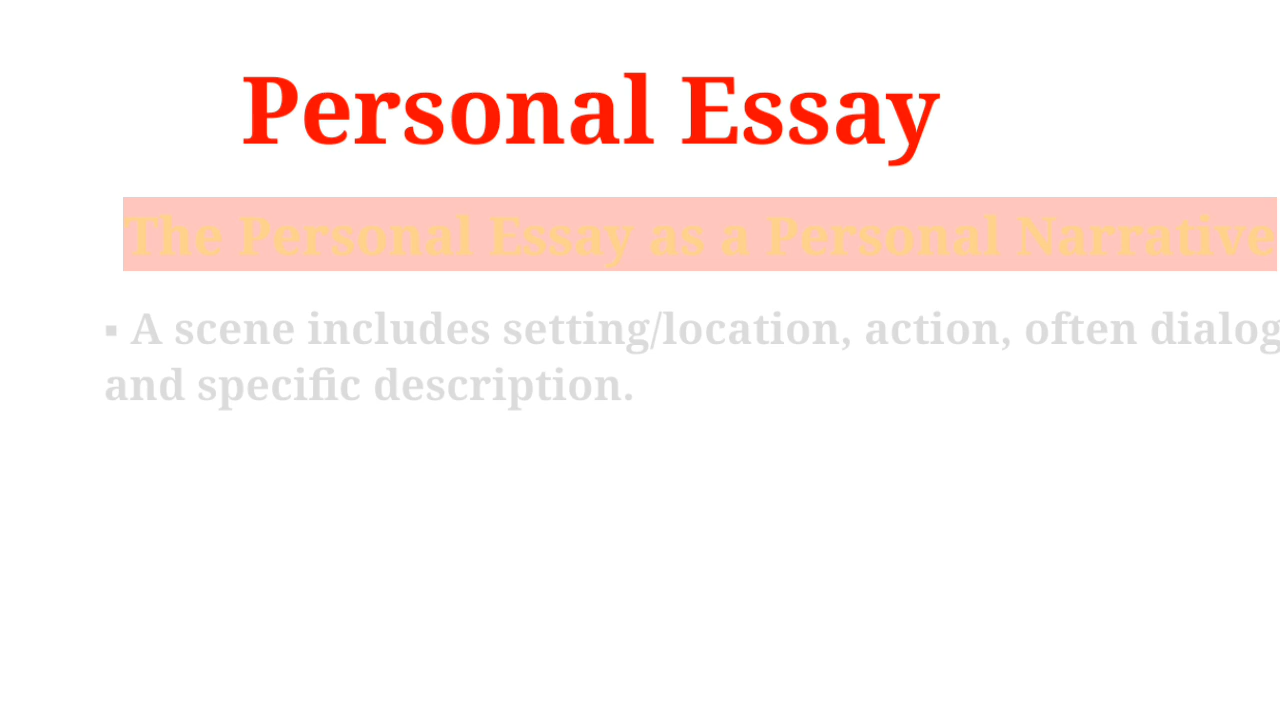 Personal Essay
The Personal Essay as a Personal Narrative
▪ A scene includes setting/location, action, often dialog
and specific description.